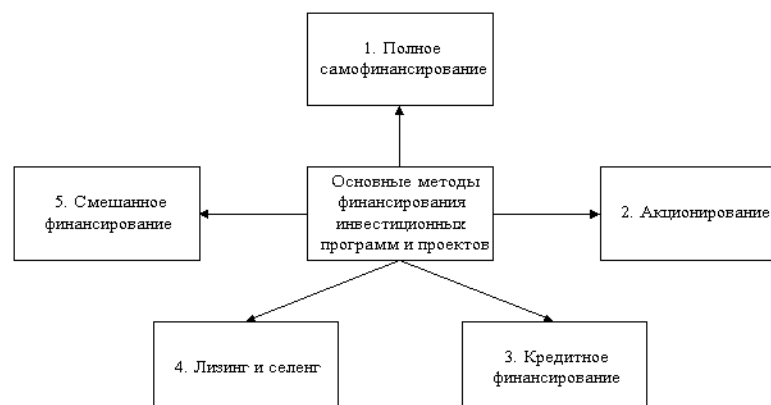 1. Полное
самофинансирование
Основные методы
финансирования
инвестиционных
программ и проектов
2. Акционирование
3. Кредитное
финансирование
4. Лизинг и селенг
5. Смешанное
финансирование